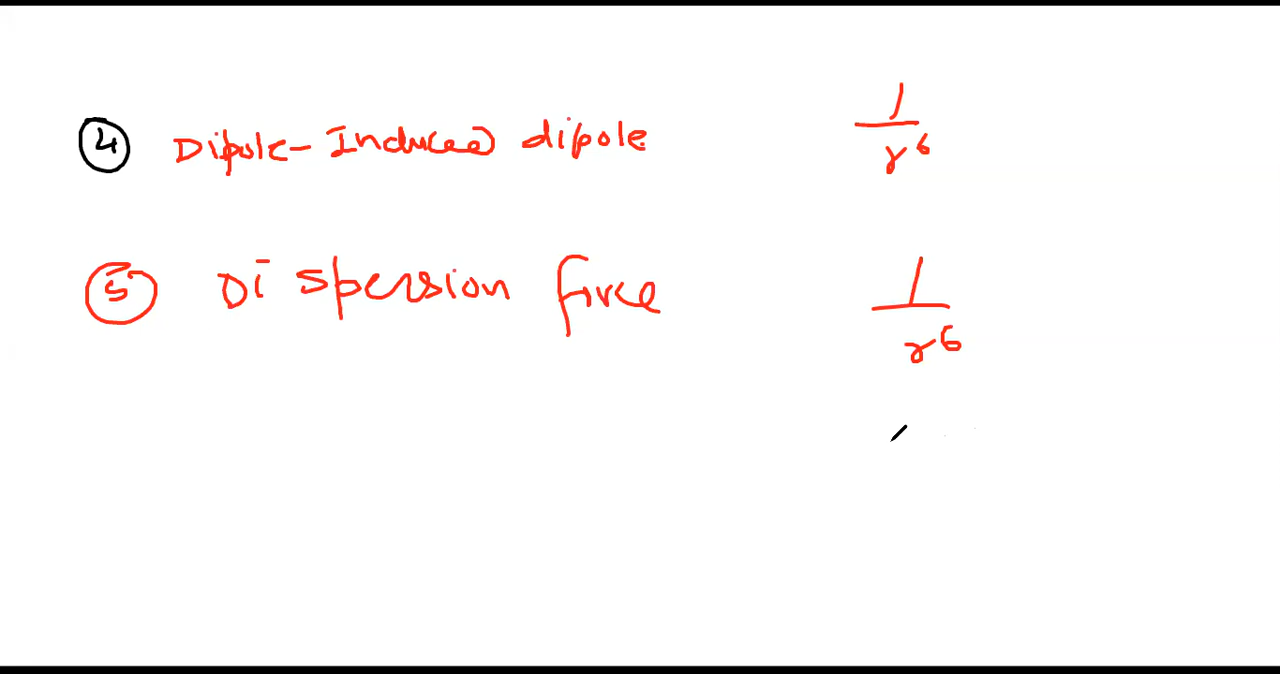 ④ Dipole-Induced dipole 1/r⁶
⑤ Dispersion force 1/r⁶